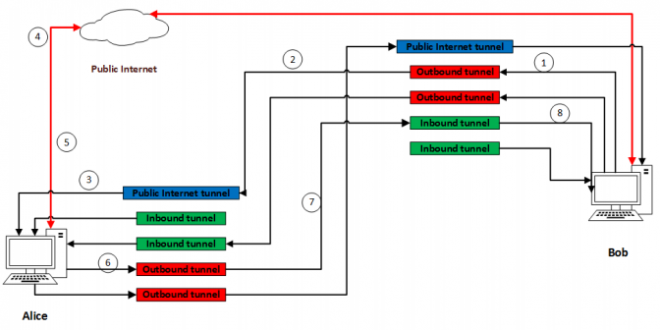 4
Public Internet
Public Internet tunnel
2
Outbound tunnel
1
Outbound tunnel
8
Inbound tunnel
5
Inbound tunnel
3
Public Internet tunnel
7
Inbound tunnel
Inbound tunnel
Bob
6
Outbound tunnel
Outbound tunnel
Alice